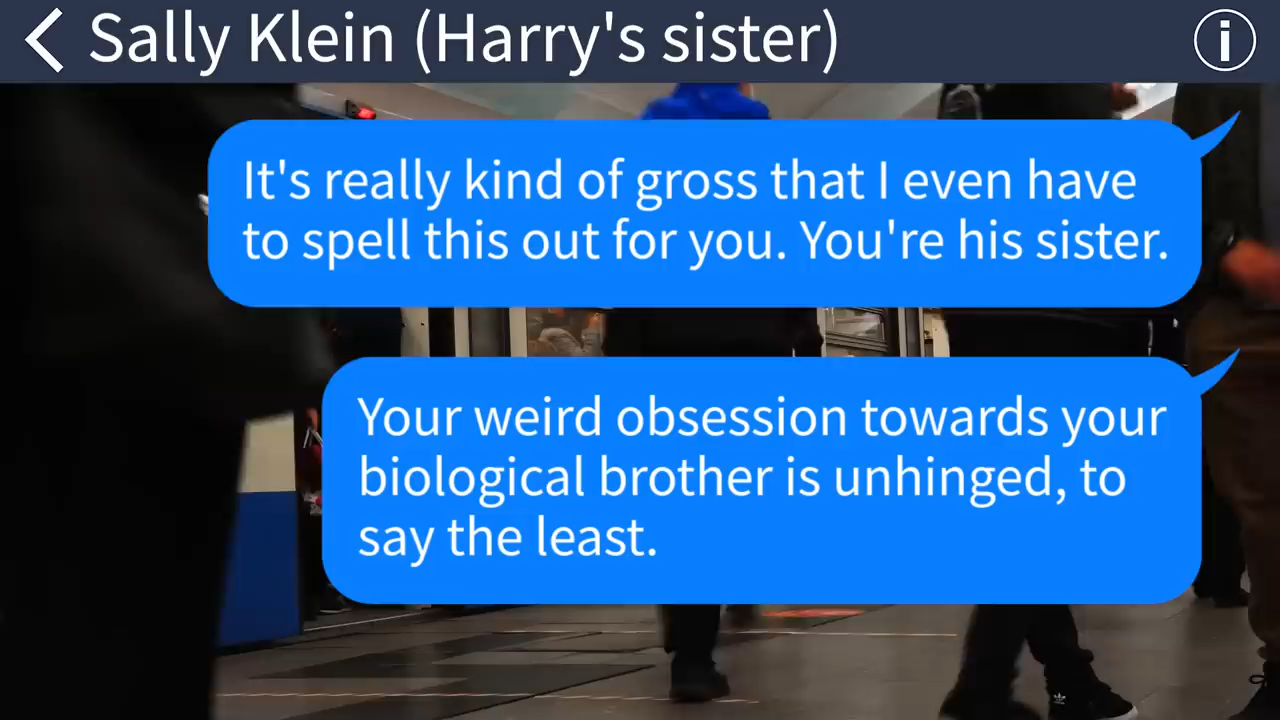 Sally Klein (Harry's sister)
It's really kind of gross that I even have
to spell this out for you. You're his sister.
Your weird obsession towards your
biological brother is unhinged, to
say the least.